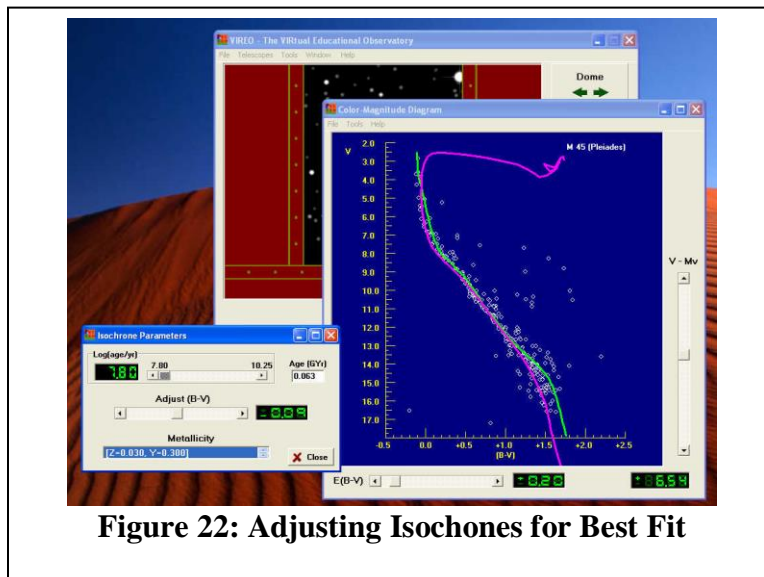 VIREO - The VIRtual Educational Observatory
File Telescopes Tools Window Help
Dome
Color-Magnitude Diagram
File Tools Help
M 45 (Pleiades)
V
2.0
3.0
4.0
5.0
6.0
7.0
8.0
9.0
10.0
11.0
12.0
13.0
14.0
15.0
16.0
17.0
-0.5 0.0 +0.5 +1.0 +1.5 +2.0 +2.5
(B-V)
V - Mv
E(B-V) +0.20 +6.54
Isochrone Parameters
Log(age/yr)
7.80 7.00 10.25
Age (GYr)
0.063
Adjust (B-V)
-0.09
Metallicity
[Z=0.030, Y=0.300]
Close
Figure 22: Adjusting Isochones for Best Fit